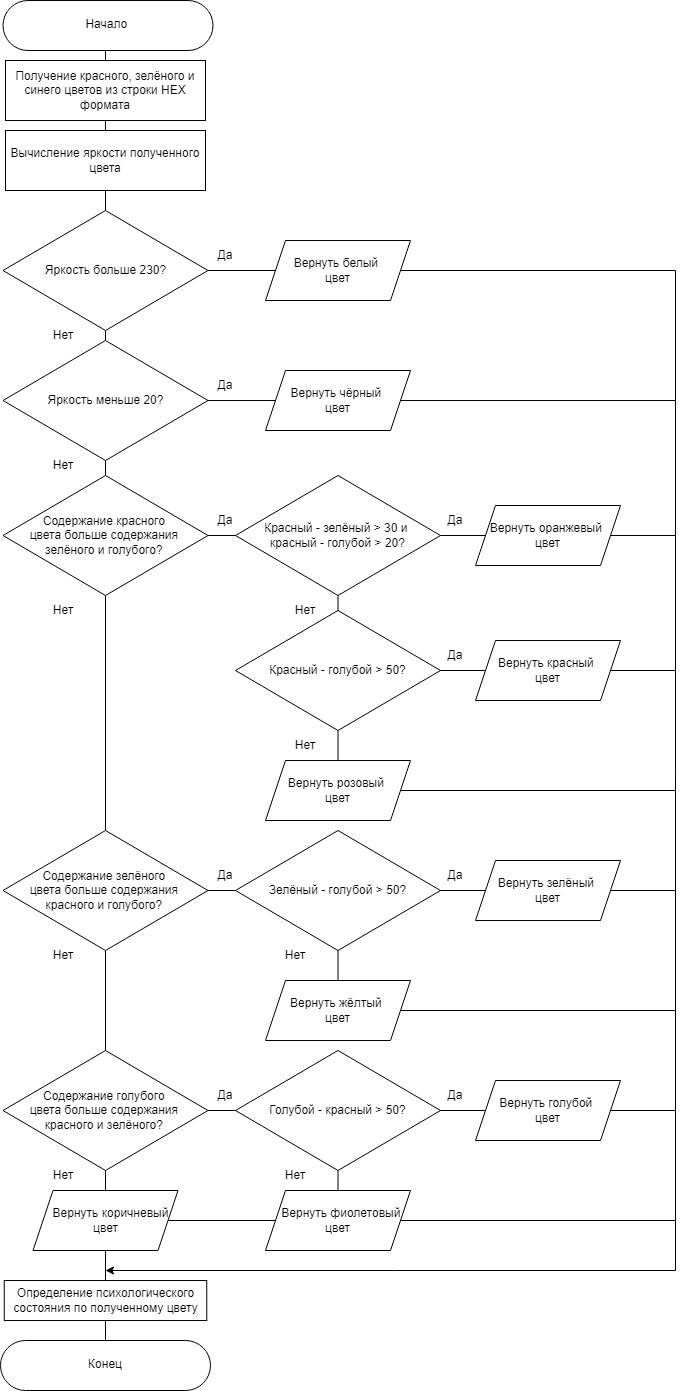 Начало
Получение красного, зелёного и
синего цветов из строки HEX
формата
Вычисление яркости полученного
цвета
Яркость больше 230?
Да
Вернуть белый
цвет
Нет
Яркость меньше 20?
Да
Вернуть чёрный
цвет
Нет
Содержание красного
цвета больше содержания
зелёного и голубого?
Да
Красный - зелёный > 30 и
красный - голубой > 20?
Да
Вернуть оранжевый
цвет
Нет
Нет
Красный - голубой > 50?
Да
Вернуть красный
цвет
Нет
Вернуть розовый
цвет
Содержание зелёного
цвета больше содержания
красного и голубого?
Да
Зелёный - голубой > 50?
Да
Вернуть зелёный
цвет
Нет
Нет
Вернуть жёлтый
цвет
Содержание голубого
цвета больше содержания
красного и зелёного?
Да
Голубой - красный > 50?
Да
Вернуть голубой
цвет
Нет
Нет
Вернуть коричневый
цвет
Вернуть фиолетовый
цвет
Определение психологического
состояния по полученному цвету
Конец